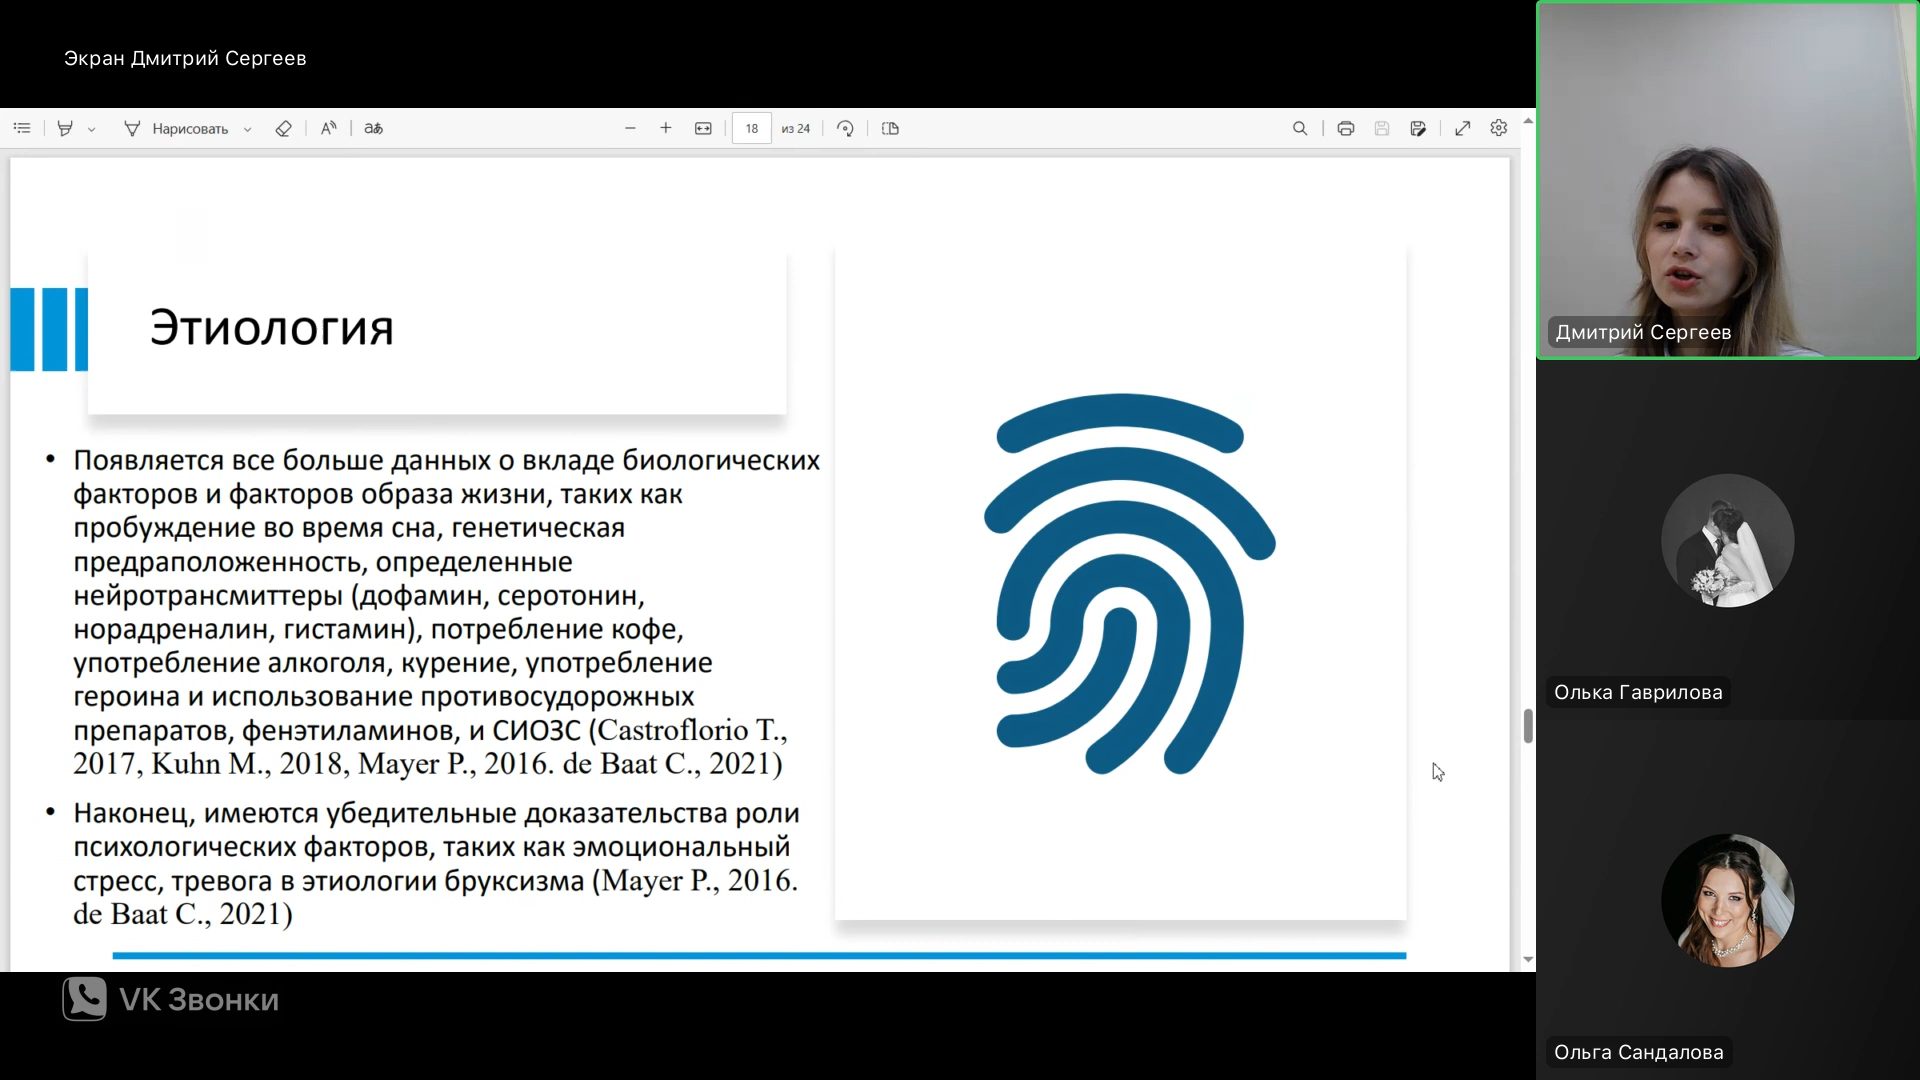 Экран Дмитрий Сергеев
Нарисовать
18 из 24
Этиология
• Появляется все больше данных о вкладе биологических
факторов и факторов образа жизни, таких как
пробуждение во время сна, генетическая
предраположенность, определенные
нейротрансмиттеры (дофамин, серотонин,
норадреналин, гистамин), потребление кофе,
употребление алкоголя, курение, употребление
героина и использование противосудорожных
препаратов, фенэтиламинов, и СИОЗС (Castroflorio T.,
2017, Kuhn M., 2018, Mayer P., 2016. de Baat C., 2021)
• Наконец, имеются убедительные доказательства роли
психологических факторов, таких как эмоциональный
стресс, тревога в этиологии бруксизма (Mayer P., 2016.
de Baat C., 2021)
VK Звонки
Дмитрий Сергеев
Олька Гаврилова
Ольга Сандалова